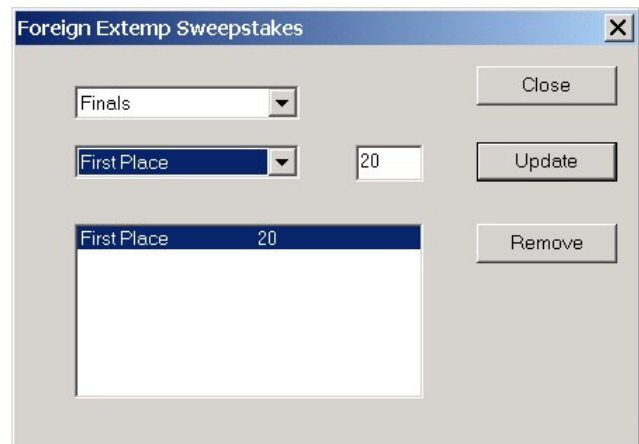 Foreign Extemp Sweepstakes
Finals
Close
First Place 20 Update
First Place 20
Remove